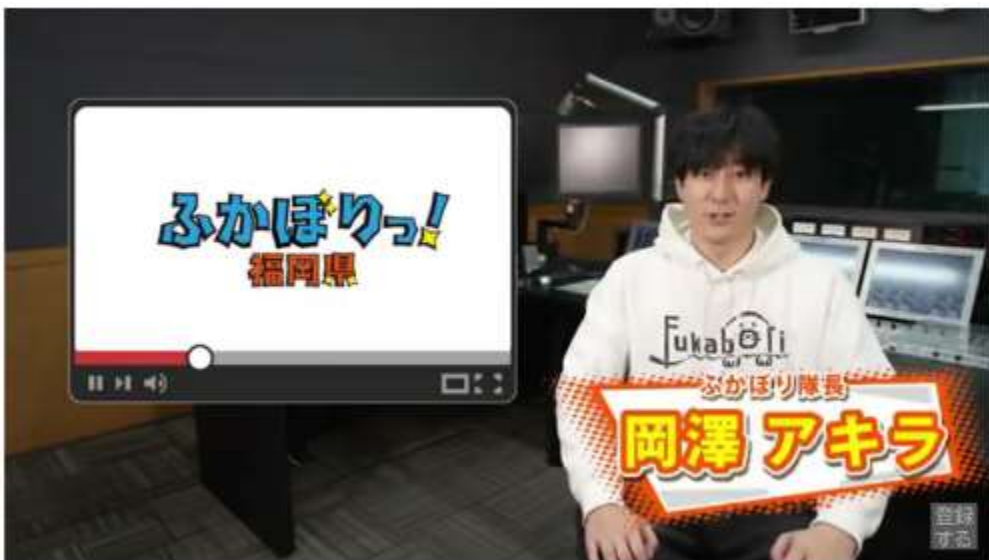 ふかぼりっ!
福岡県
Fukabori
ふかぼり隊長
岡澤 アキラ
登録
する